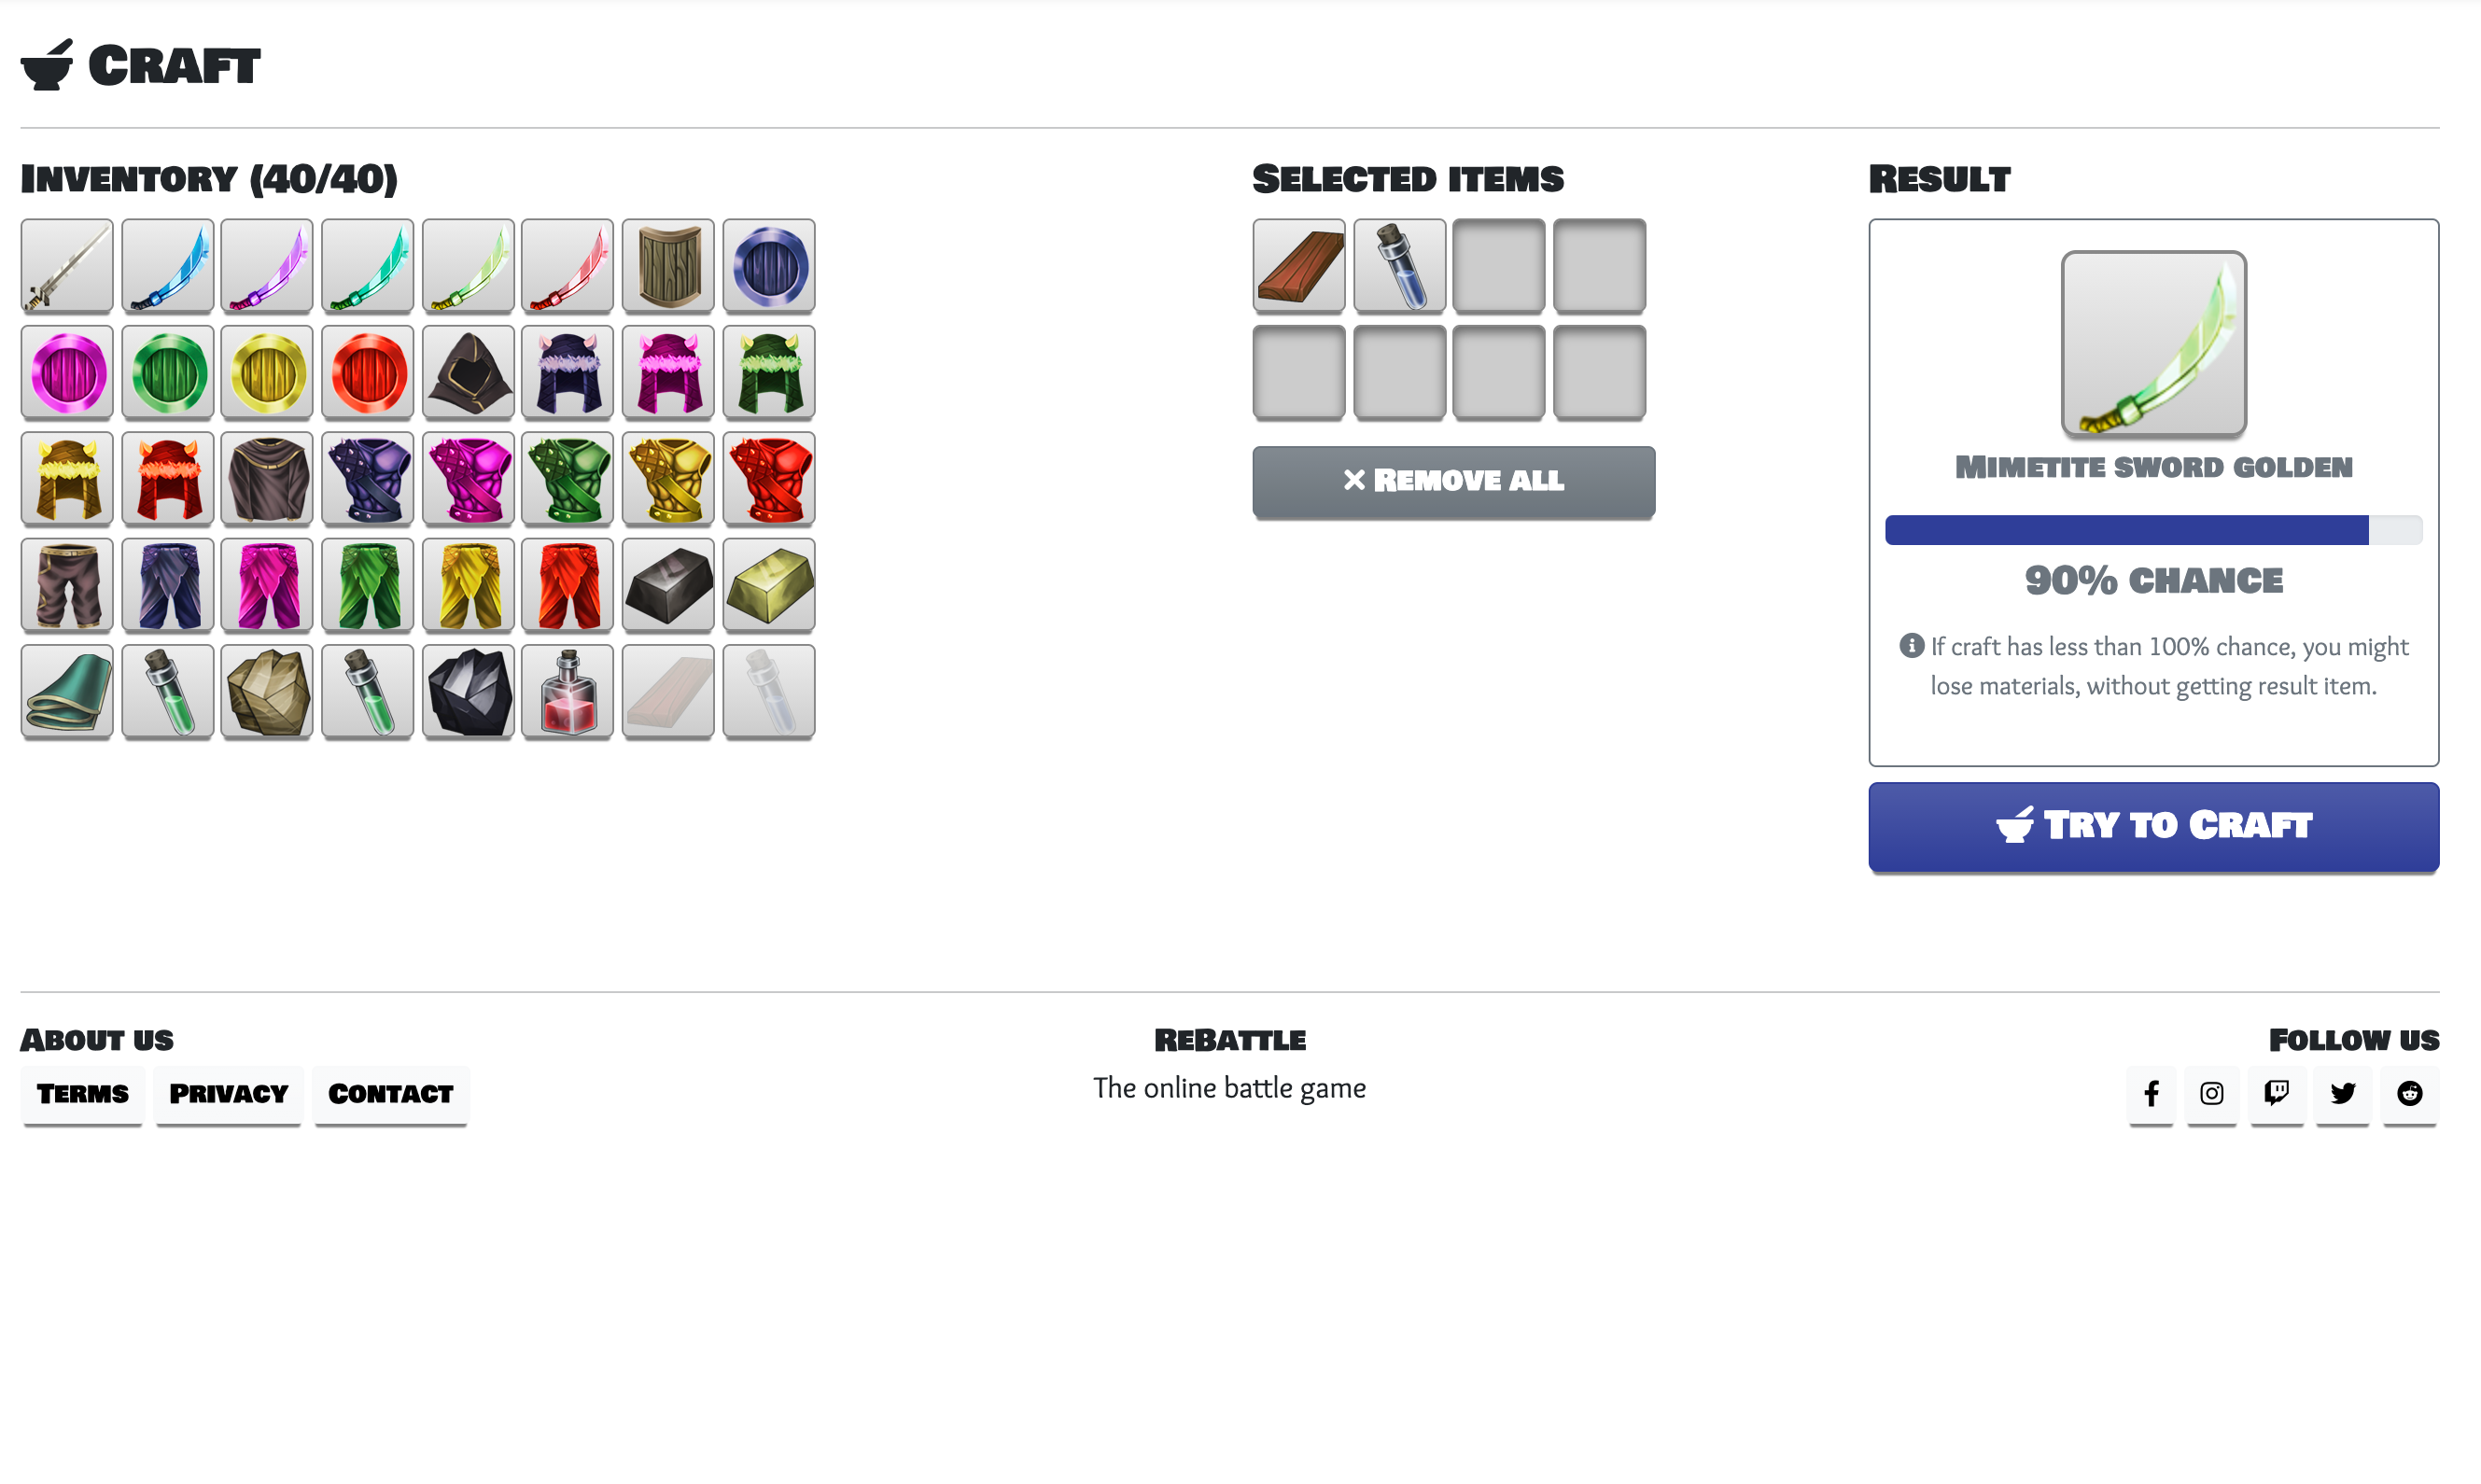 Craft
Inventory (40/40)
Selected items
Remove all
Result
Mimetite sword golden
90% chance
If craft has less than 100% chance, you might
lose materials, without getting result item.
Try to Craft
About us
Terms
Privacy
Contact
ReBattle
The online battle game
Follow us